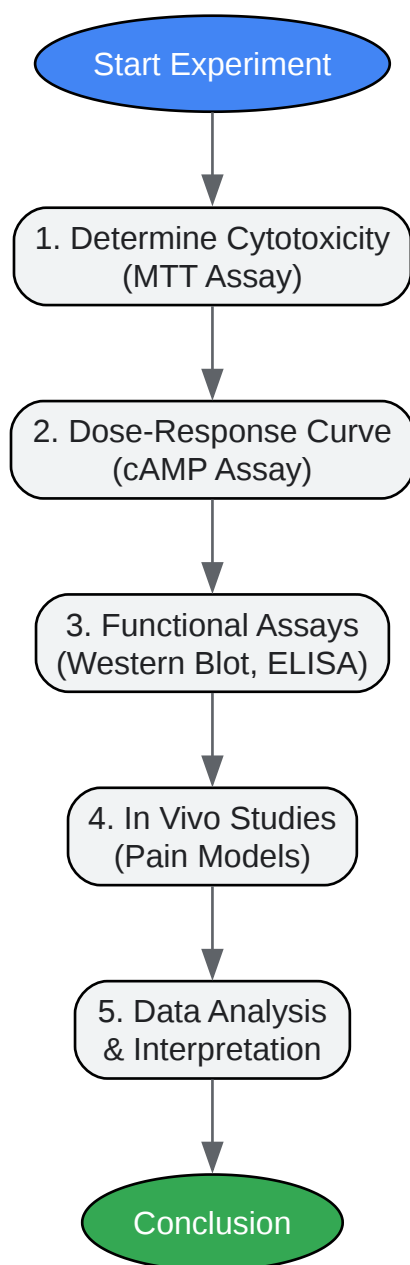 Start Experiment
1. Determine Cytotoxicity
(MTT Assay)
2. Dose-Response Curve
(cAMP Assay)
3. Functional Assays
(Western Blot, ELISA)
4. In Vivo Studies
(Pain Models)
5. Data Analysis
& Interpretation
Conclusion